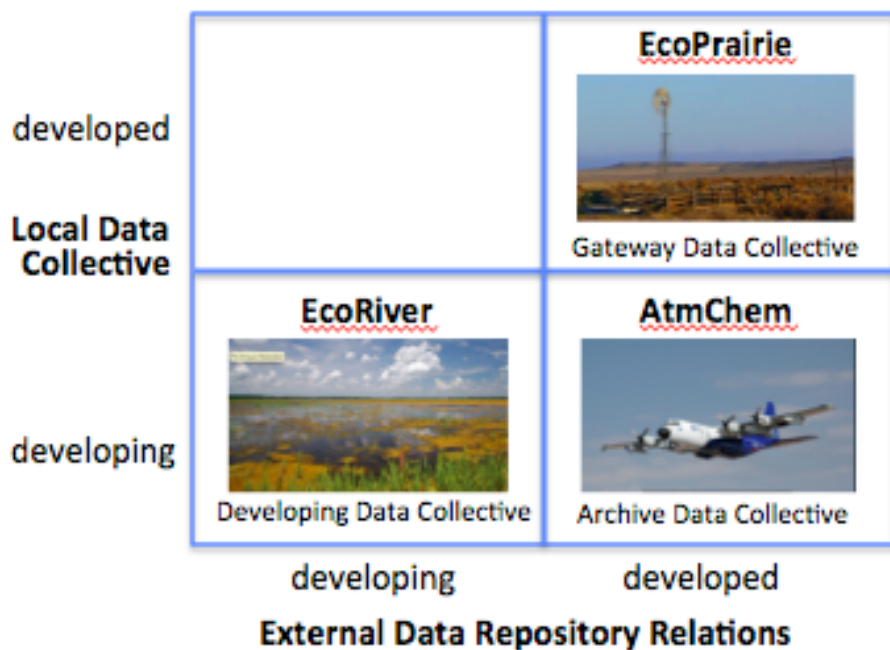 EcoPrairie
developed
Local Data
Collective
Gateway Data Collective
EcoRiver
AtmChem
developing
Developing Data Collective
Archive Data Collective
developing
developed
External Data Repository Relations